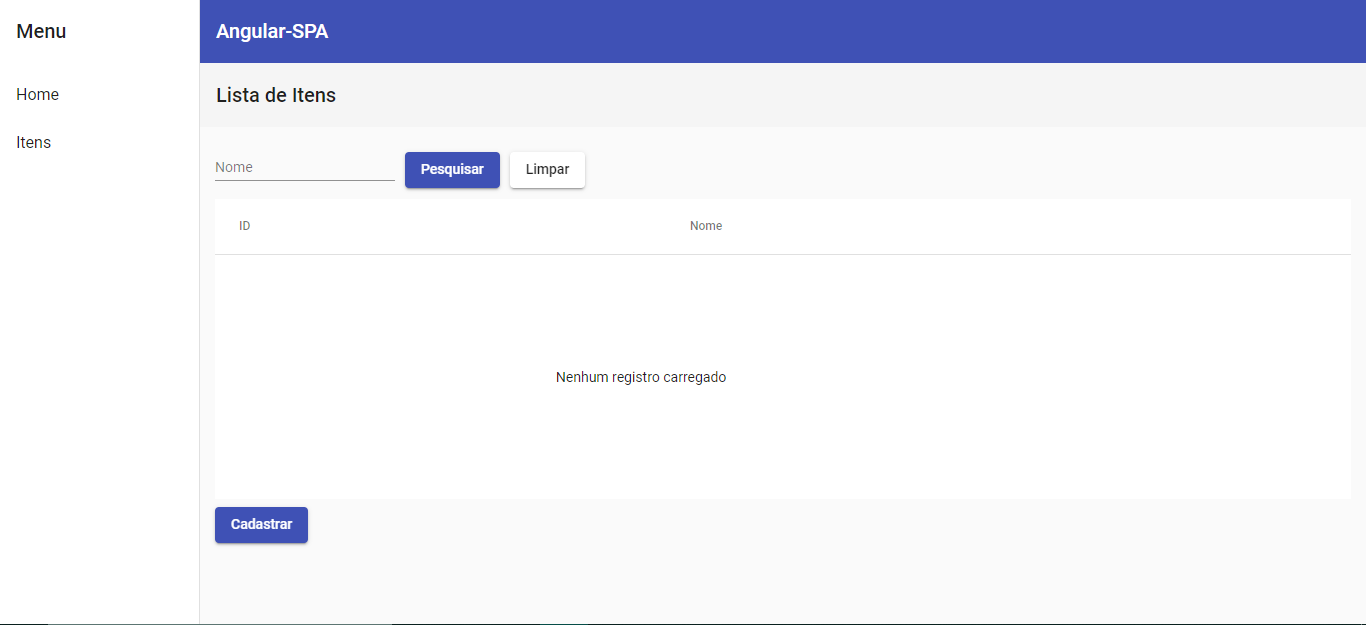 Menu
Angular-SPA
Home
Itens
Lista de Itens
Nome
Pesquisar
Limpar
ID
Nome
Nenhum registro carregado
Cadastrar